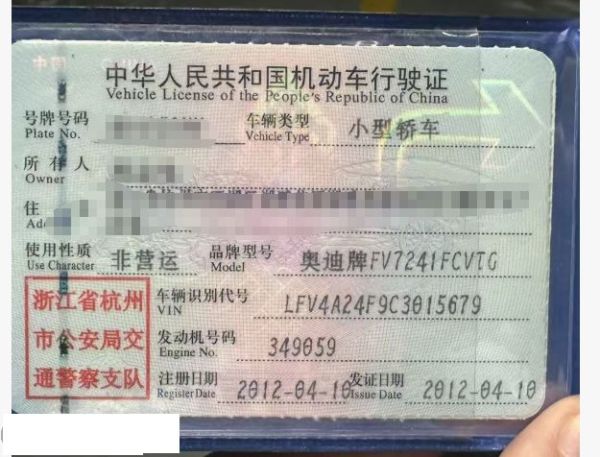 中华人民共和国机动车行驶证
Vehicle License of the People's Republic of China
号牌号码
Plate No.
车辆类型 小型轿车
Vehicle Type
所有人
Owner
住
Add
使用性质 非营运
Use Character
品牌型号 奥迪牌FV7241FCVTG
Model
浙江省杭州
市公安局交
通警察支队
车辆识别代号 LFV4A24F9C3015679
VIN
发动机号码 349059
Engine No.
注册日期 2012-04-10
Register Date
发证日期 2012-04-10
Issue Date